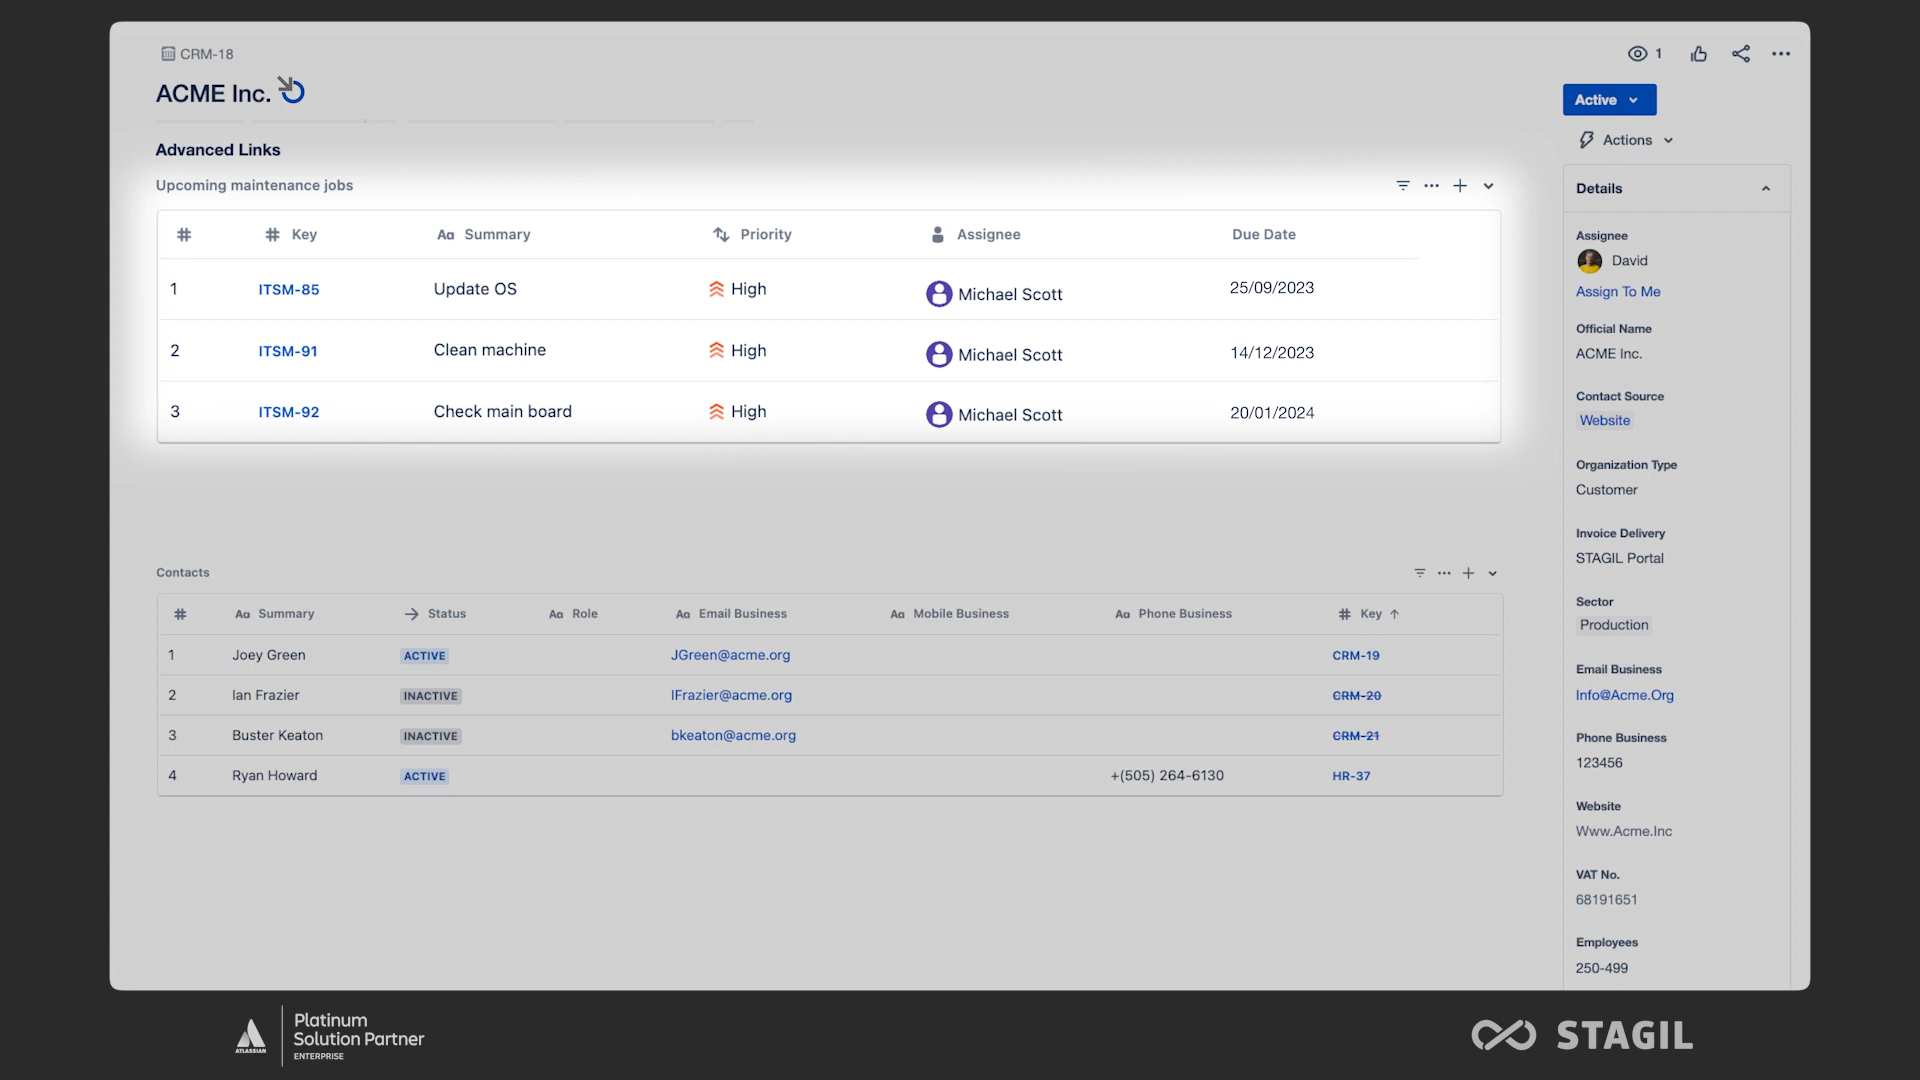 CRM-18
1
ACME Inc.
Active
Actions
Advanced Links
Upcoming maintenance jobs
# # Key Aa Summary Priority Assignee Due Date
1 ITSM-85 Update OS High Michael Scott 25/09/2023
2 ITSM-91 Clean machine High Michael Scott 14/12/2023
3 ITSM-92 Check main board High Michael Scott 20/01/2024
Contacts
# Aa Summary Status Aa Role Aa Email Business Aa Mobile Business Aa Phone Business # Key
1 Joey Green ACTIVE JGreen@acme.org CRM-19
2 Ian Frazier INACTIVE IFrazier@acme.org CRM-20
3 Buster Keaton INACTIVE bkeaton@acme.org CRM-21
4 Ryan Howard ACTIVE +(505) 264-6130 HR-37
Details
Assignee
David
Assign To Me
Official Name
ACME Inc.
Contact Source
Website
Organization Type
Customer
Invoice Delivery
STAGIL Portal
Sector
Production
Email Business
Info@Acme.Org
Phone Business
123456
Website
Www.Acme.Inc
VAT No.
68191651
Employees
250-499
ATLASSIAN
Platinum
Solution Partner
ENTERPRISE
STAGIL